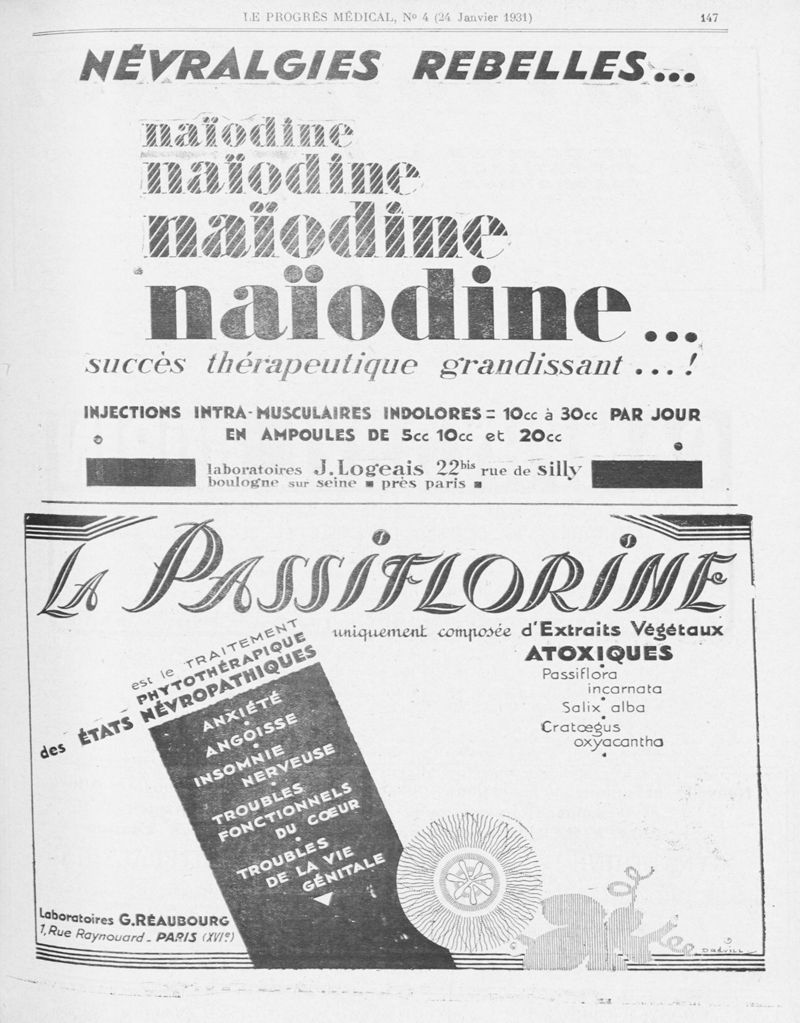 LE PROGRÈS MÉDICAL, No 4 (24 Janvier 1931)
147
NÉVRALGIES REBELLES...
naïodine
naïodine
naïodine
naïodine...
succès thérapeutique grandissant...!
INJECTIONS INTRA-MUSCULAIRES INDOLORES = 10cc à 30cc PAR JOUR
EN AMPOULES DE 5cc 10cc et 20cc
laboratoires J. Logeais 22bis rue de silly
boulogne sur seine ■ près paris ■
LA PASSIFLORINE
uniquement composée d'Extraits Végétaux
ATOXIQUES
Passiflora
incarnata
Salix alba
Cratœgus
oxyacantha
est le TRAITEMENT
PHYTOTHÉRAPIQUE
des ÉTATS NÉVROPATHIQUES
ANXIÉTÉ
ANGOISSE
INSOMNIE
NERVEUSE
TROUBLES
FONCTIONNELS
DU CŒUR
TROUBLES
DE LA VIE
GÉNITALE
Laboratoires G. RÉAUBOURG
1, Rue Raynouard - PARIS (XVIe)